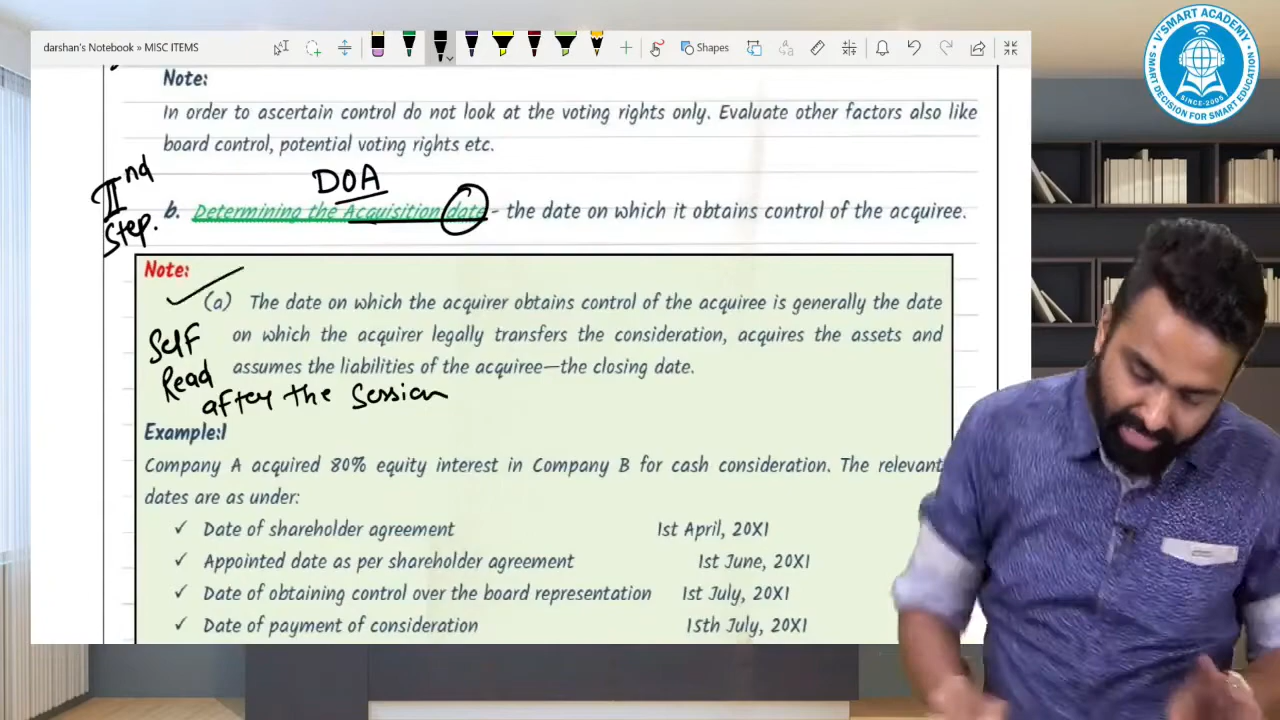 darshan's Notebook » MISC ITEMS
Shapes
V'SMART ACADEMY
SINCE-2005
SMART DECISION FOR SMART EDUCATION
Note:
In order to ascertain control do not look at the voting rights only. Evaluate other factors also like
board control, potential voting rights etc.
IInd
Step.
DOA
b. Determining the Acquisition date - the date on which it obtains control of the acquiree.
Note:
(a) The date on which the acquirer obtains control of the acquiree is generally the date
on which the acquirer legally transfers the consideration, acquires the assets and
assumes the liabilities of the acquiree—the closing date.
Self
Read
after the Session
Example:1
Company A acquired 80% equity interest in Company B for cash consideration. The relevant
dates are as under:
✓ Date of shareholder agreement 1st April, 20X1
✓ Appointed date as per shareholder agreement 1st June, 20X1
✓ Date of obtaining control over the board representation 1st July, 20X1
✓ Date of payment of consideration 15th July, 20X1